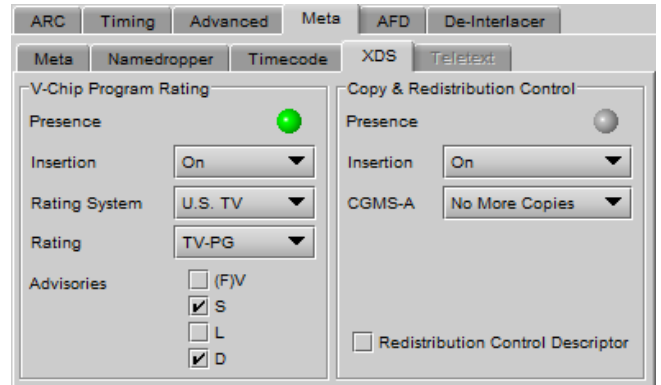 ARC Timing Advanced Meta AFD De-Interlacer
Meta Namedropper Timecode XDS Teletext
V-Chip Program Rating
Presence
Insertion On
Rating System U.S. TV
Rating TV-PG
Advisories (F)V
S
L
D
Copy & Redistribution Control
Presence
Insertion On
CGMS-A No More Copies
Redistribution Control Descriptor